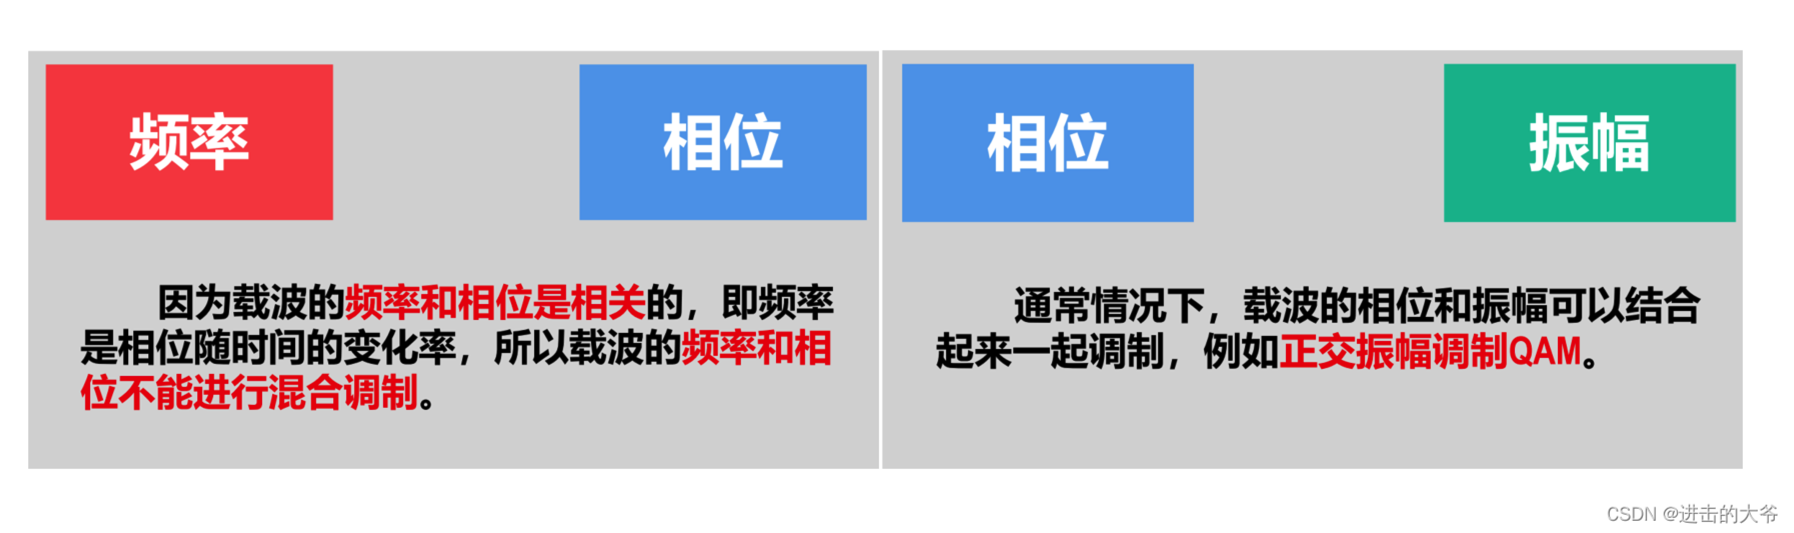 频率
相位
因为载波的频率和相位是相关的，即频率
是相位随时间的变化率，所以载波的频率和相
位不能进行混合调制。
相位
振幅
通常情况下，载波的相位和振幅可以结合
起来一起调制，例如正交振幅调制QAM。
CSDN @进击的大爷